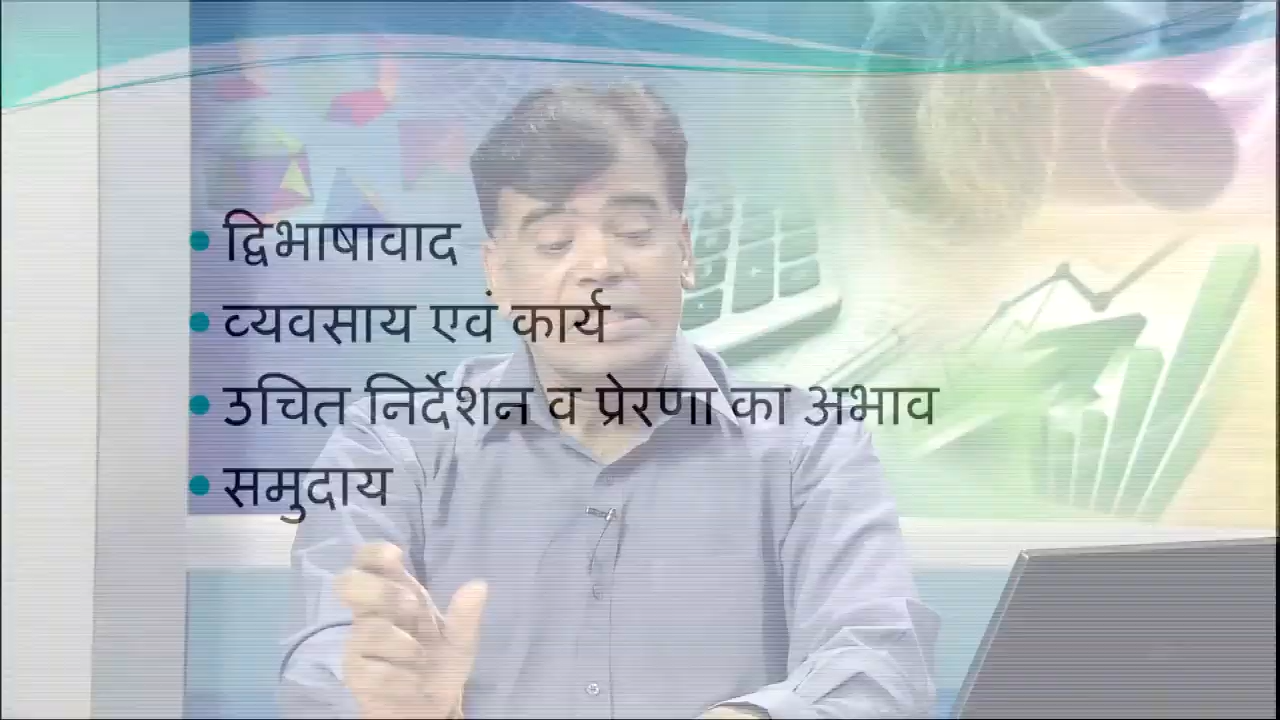 द्विभाषावाद
व्यवसाय एवं कार्य
उचित निर्देशन व प्रेरणा का अभाव
समुदाय